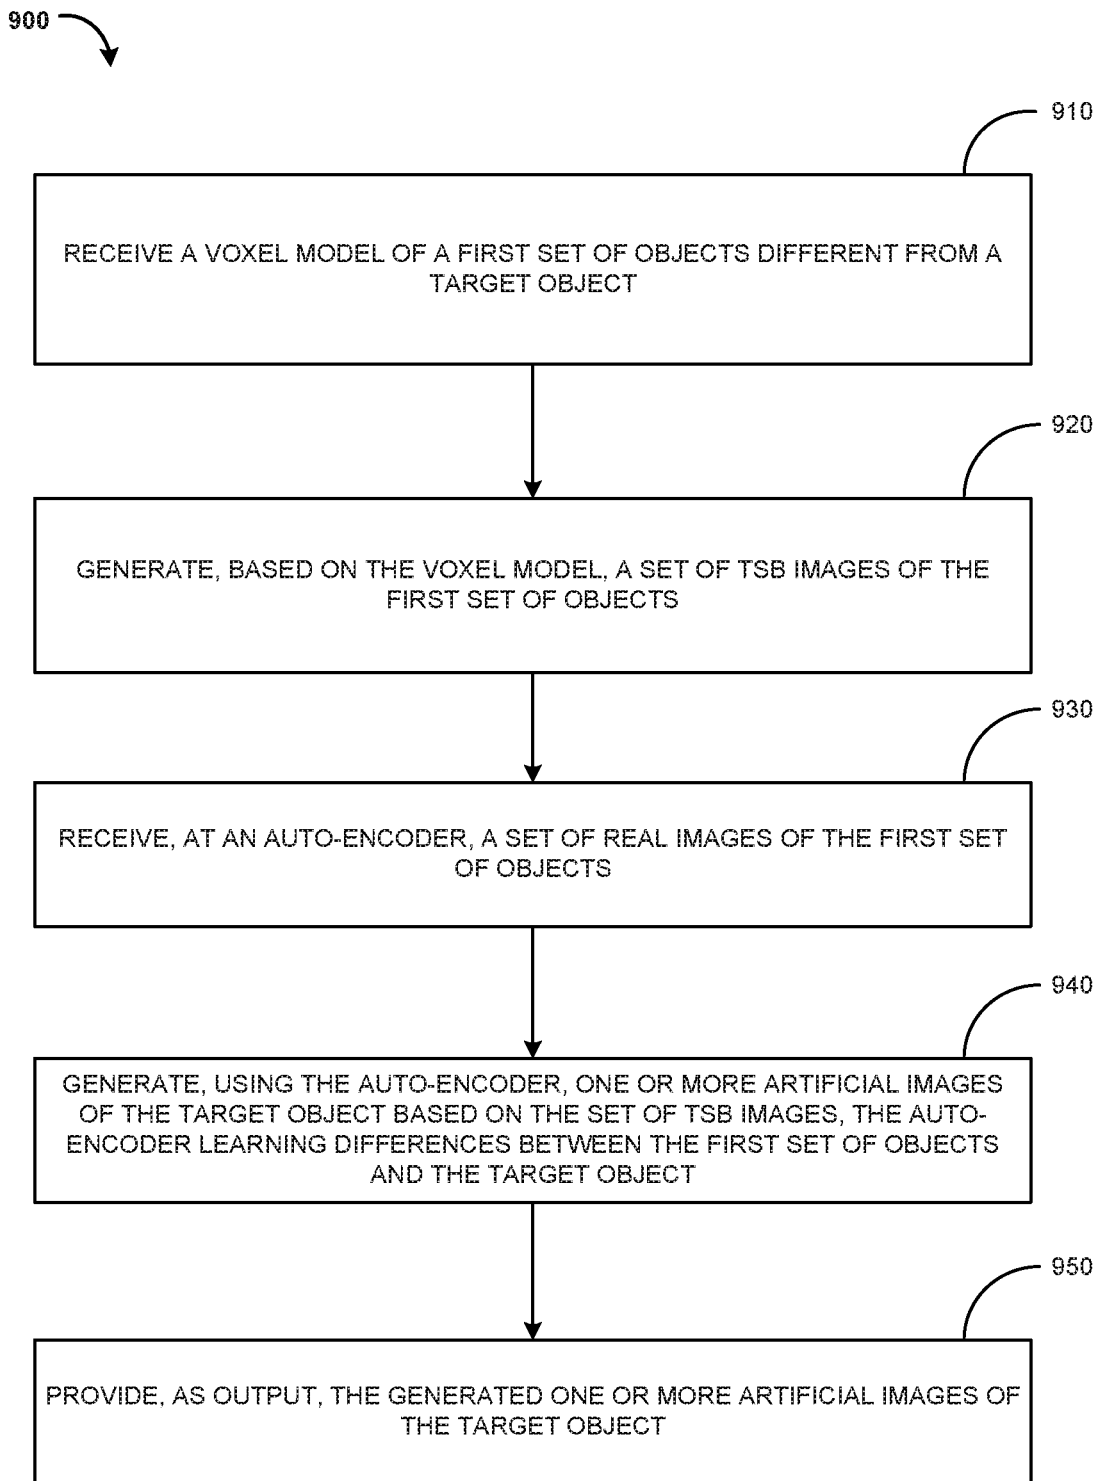 900
910
RECEIVE A VOXEL MODEL OF A FIRST SET OF OBJECTS DIFFERENT FROM A
TARGET OBJECT
920
GENERATE, BASED ON THE VOXEL MODEL, A SET OF TSB IMAGES OF THE
FIRST SET OF OBJECTS
930
RECEIVE, AT AN AUTO-ENCODER, A SET OF REAL IMAGES OF THE FIRST SET
OF OBJECTS
940
GENERATE, USING THE AUTO-ENCODER, ONE OR MORE ARTIFICIAL IMAGES
OF THE TARGET OBJECT BASED ON THE SET OF TSB IMAGES, THE AUTO-
ENCODER LEARNING DIFFERENCES BETWEEN THE FIRST SET OF OBJECTS
AND THE TARGET OBJECT
950
PROVIDE, AS OUTPUT, THE GENERATED ONE OR MORE ARTIFICIAL IMAGES OF
THE TARGET OBJECT